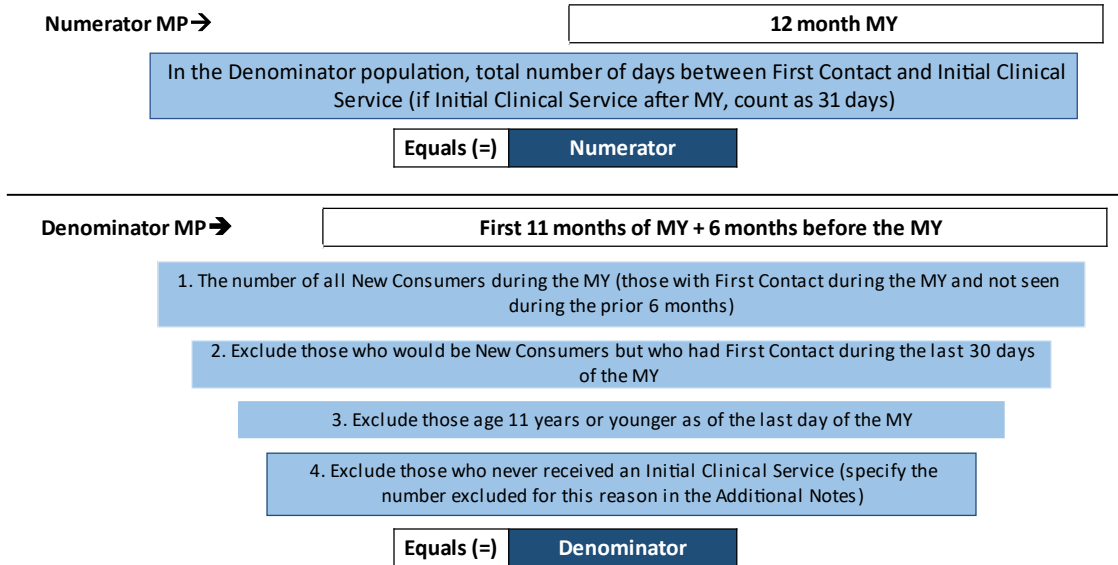 Numerator MP➔
12 month MY
In the Denominator population, total number of days between First Contact and Initial Clinical
Service (if Initial Clinical Service after MY, count as 31 days)
Equals (=) Numerator
Denominator MP➔
First 11 months of MY + 6 months before the MY
1. The number of all New Consumers during the MY (those with First Contact during the MY and not seen
during the prior 6 months)
2. Exclude those who would be New Consumers but who had First Contact during the last 30 days
of the MY
3. Exclude those age 11 years or younger as of the last day of the MY
4. Exclude those who never received an Initial Clinical Service (specify the
number excluded for this reason in the Additional Notes)
Equals (=) Denominator